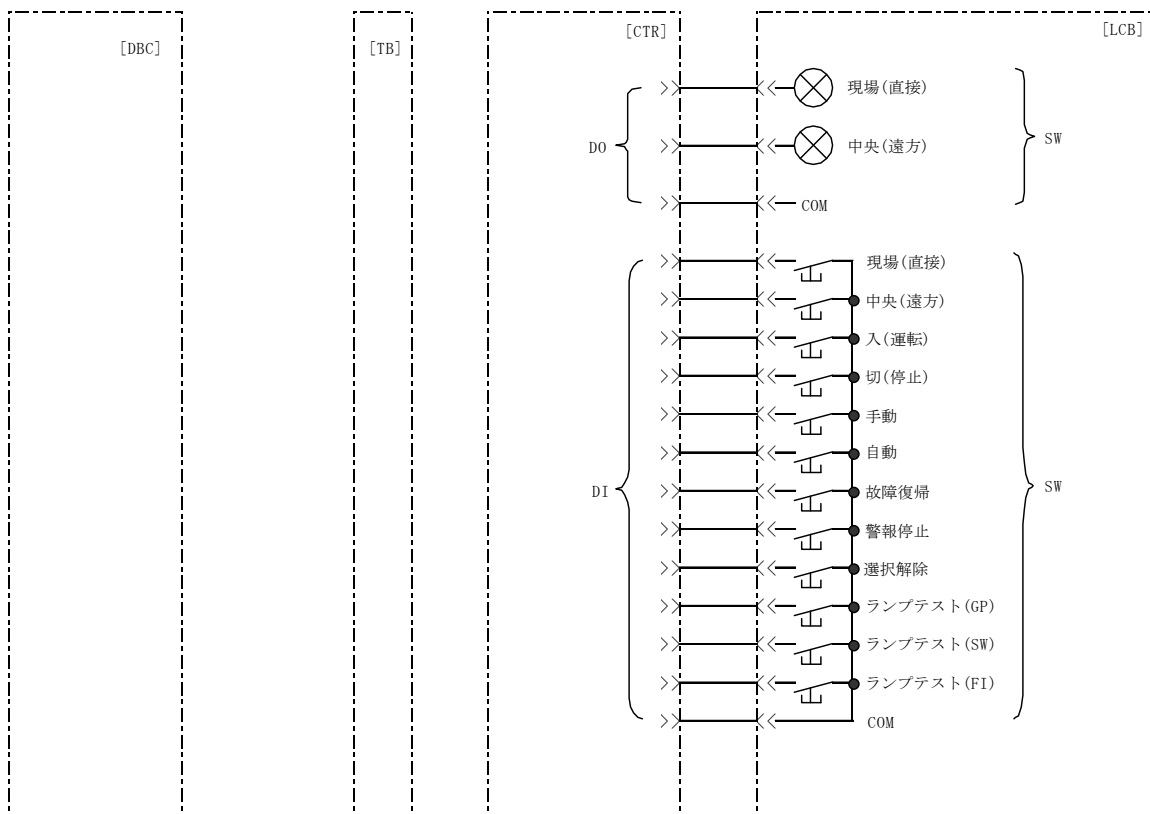 [DBC]
[TB]
[CTR]
[LCB]
現場(直接)
DO
中央(遠方)
SW
COM
現場(直接)
中央(遠方)
入(運転)
切(停止)
手動
自動
DI
故障復帰
SW
警報停止
選択解除
ランプテスト(GP)
ランプテスト(SW)
ランプテスト(FI)
COM